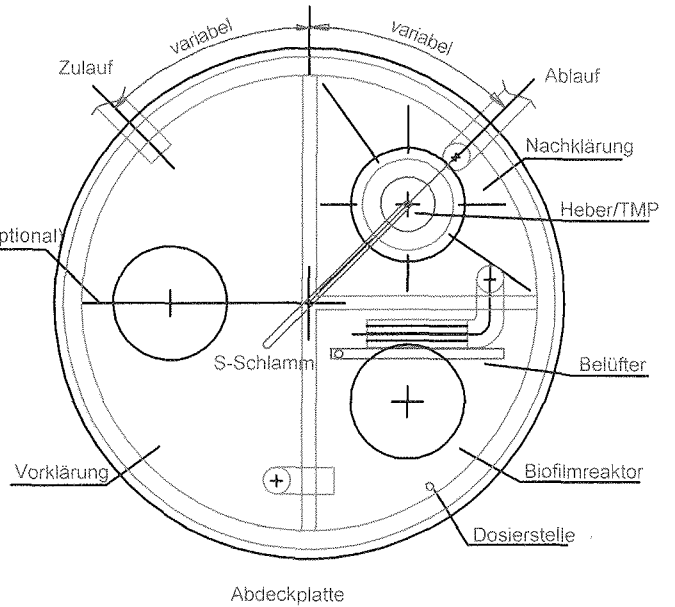 variabel
variabel
Zulauf
Ablauf
Nachklärung
Heber/TMP
ptional)
S-Schlamm
Belüfter
Vorklärung
Biofilmreaktor
Dosierstelle
Abdeckplatte